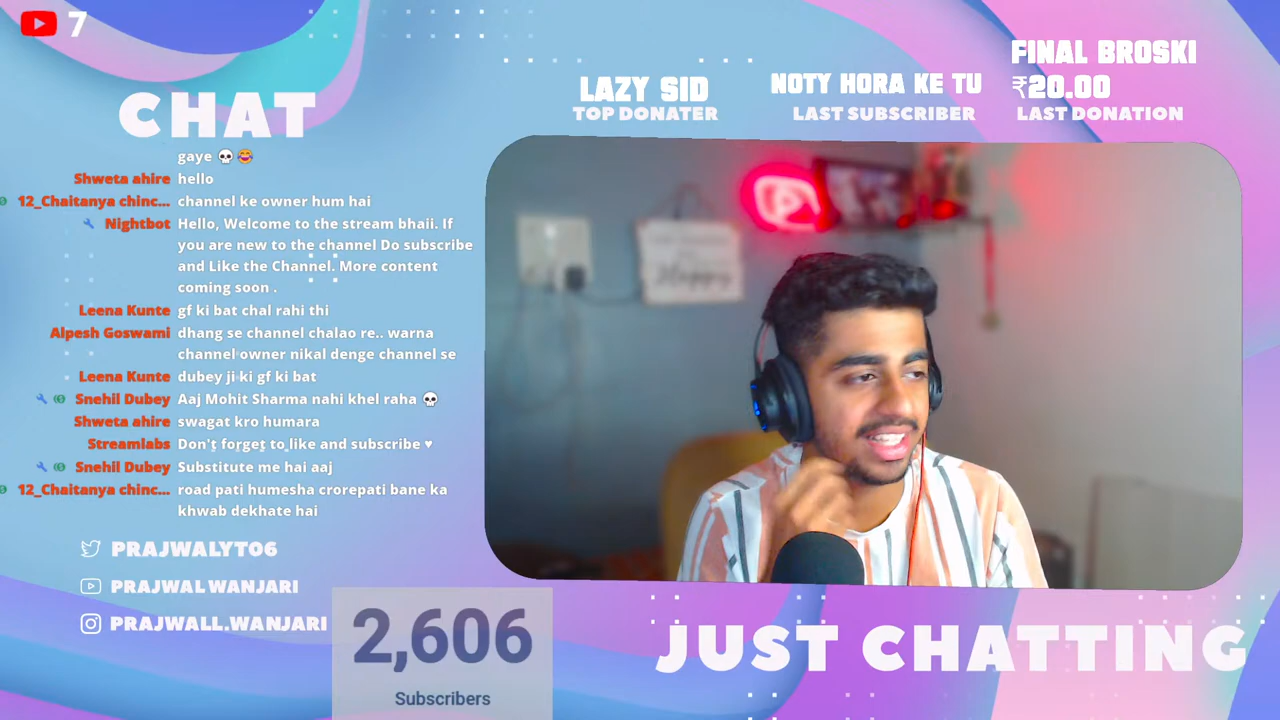 7
FINAL BROSKI
₹20.00
LAST DONATION
LAZY SID
TOP DONATER
NOTY HORA KE TU
LAST SUBSCRIBER
CHAT
gaye 💀 😂
Shweta ahire hello
12_Chaitanya chinc... channel ke owner hum hai
Nightbot Hello, Welcome to the stream bhaii. If
you are new to the channel Do subscribe
and Like the Channel. More content
coming soon .
Leena Kunte gf ki bat chal rahi thi
Alpesh Goswami dhang se channel chalao re.. warna
channel owner nikal denge channel se
Leena Kunte dubey ji ki gf ki bat
Snehil Dubey Aaj Mohit Sharma nahi khel raha 💀
Shweta ahire swagat kro humara
Streamlabs Don't forget to like and subscribe ♥
Snehil Dubey Substitute me hai aaj
12_Chaitanya chinc... road pati humesha crorepati bane ka
khwab dekhate hai
PRAJWALYT06
PRAJWAL WANJARI
PRAJWALL.WANJARI
2,606
Subscribers
JUST CHATTING
Happy